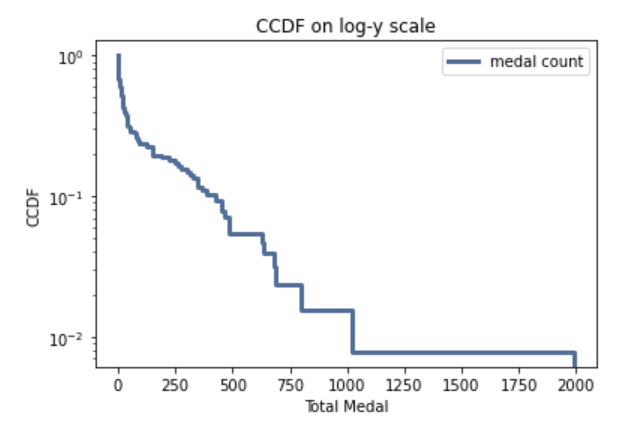 CCDF on log-y scale
medal count
10⁰
10⁻¹
10⁻²
CCDF
0 250 500 750 1000 1250 1500 1750 2000
Total Medal